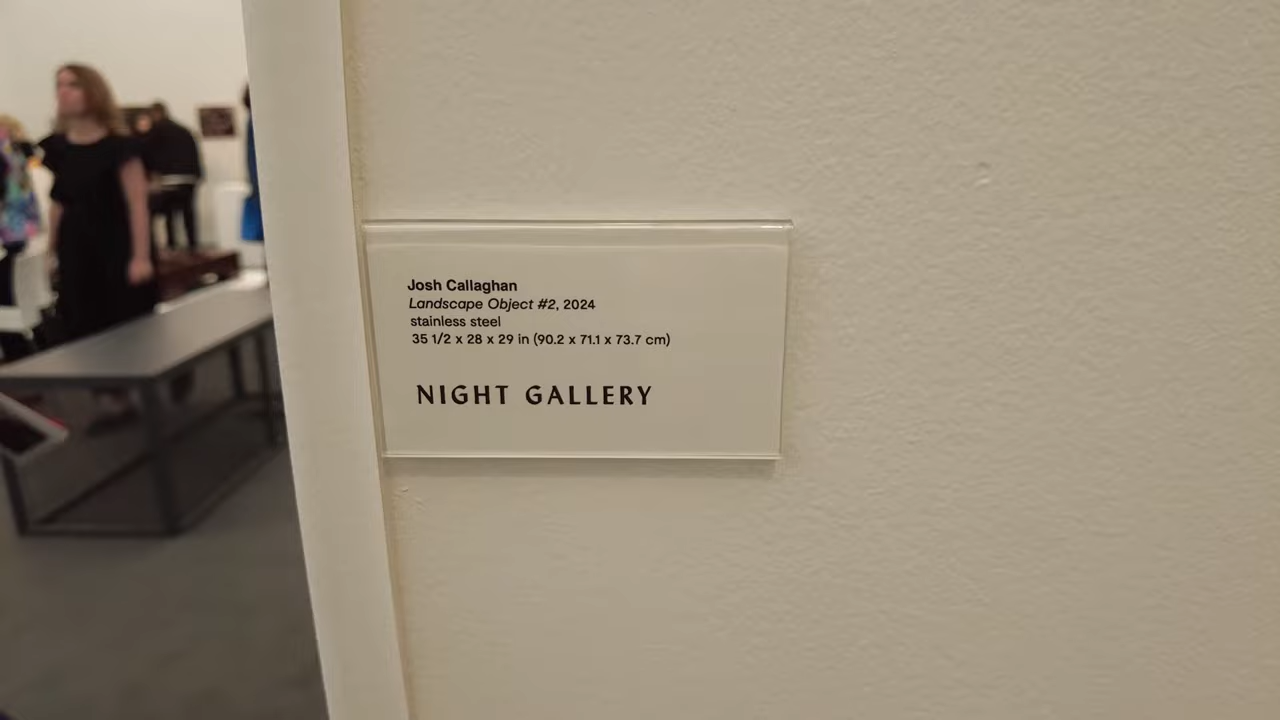 Josh Callaghan
Landscape Object #2, 2024
stainless steel
35 1/2 x 28 x 29 in (90.2 x 71.1 x 73.7 cm)
NIGHT GALLERY